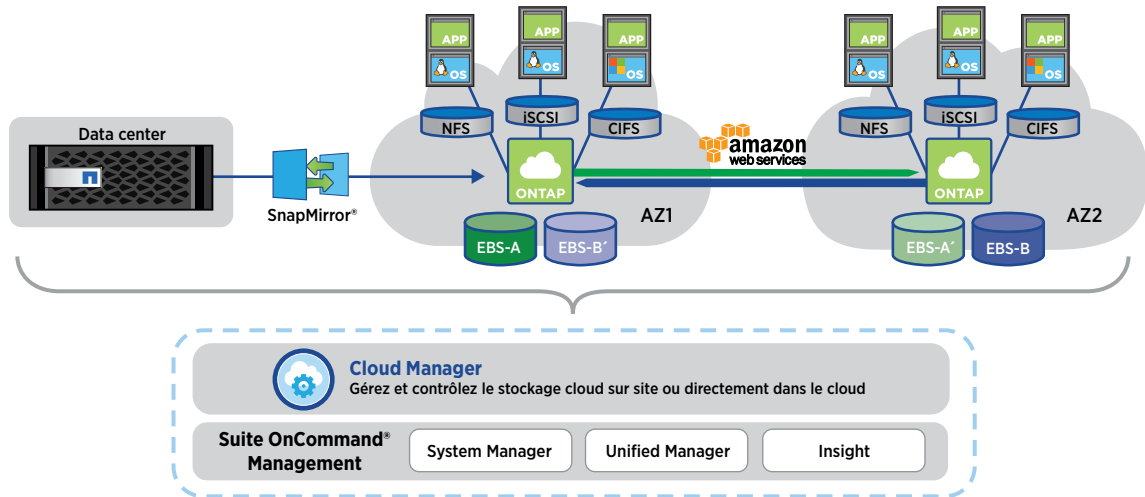 APP
OS
APP
OS
APP
OS
NFS
iSCSI
CIFS
ONTAP
AZ1
EBS-A
EBS-B´
Data center
SnapMirror®
amazon
web services
APP
OS
APP
OS
APP
OS
NFS
iSCSI
CIFS
ONTAP
AZ2
EBS-A´
EBS-B
Cloud Manager
Gérez et contrôlez le stockage cloud sur site ou directement dans le cloud
Suite OnCommand®
Management
System Manager
Unified Manager
Insight